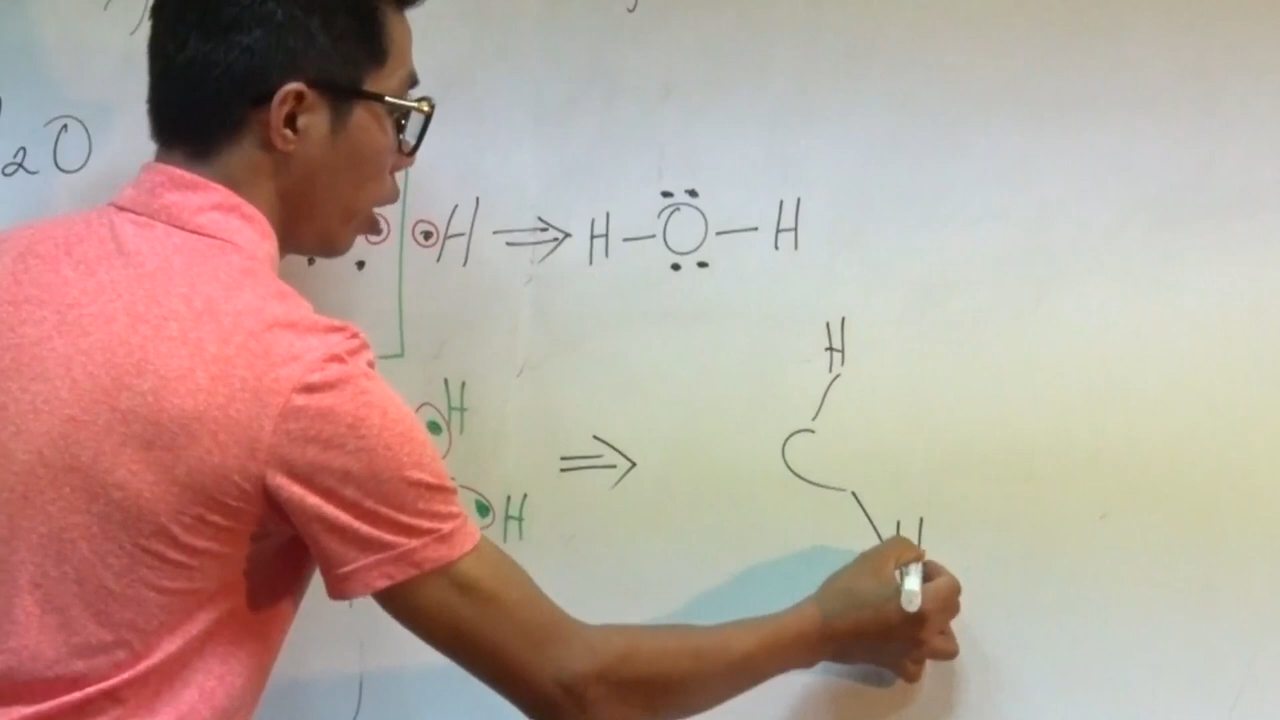 ₂O
H ⇒ H-O-H
H
H
H ⇒ C
H H